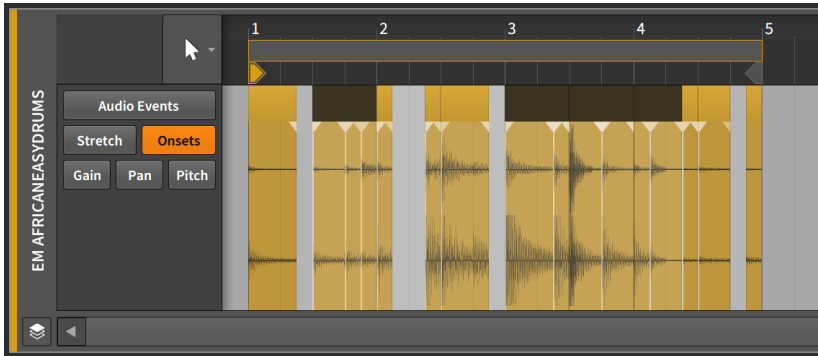 1 2 3 4 5
EM AFRICANEASYDRUMS
Audio Events
Stretch Onsets
Gain Pan Pitch